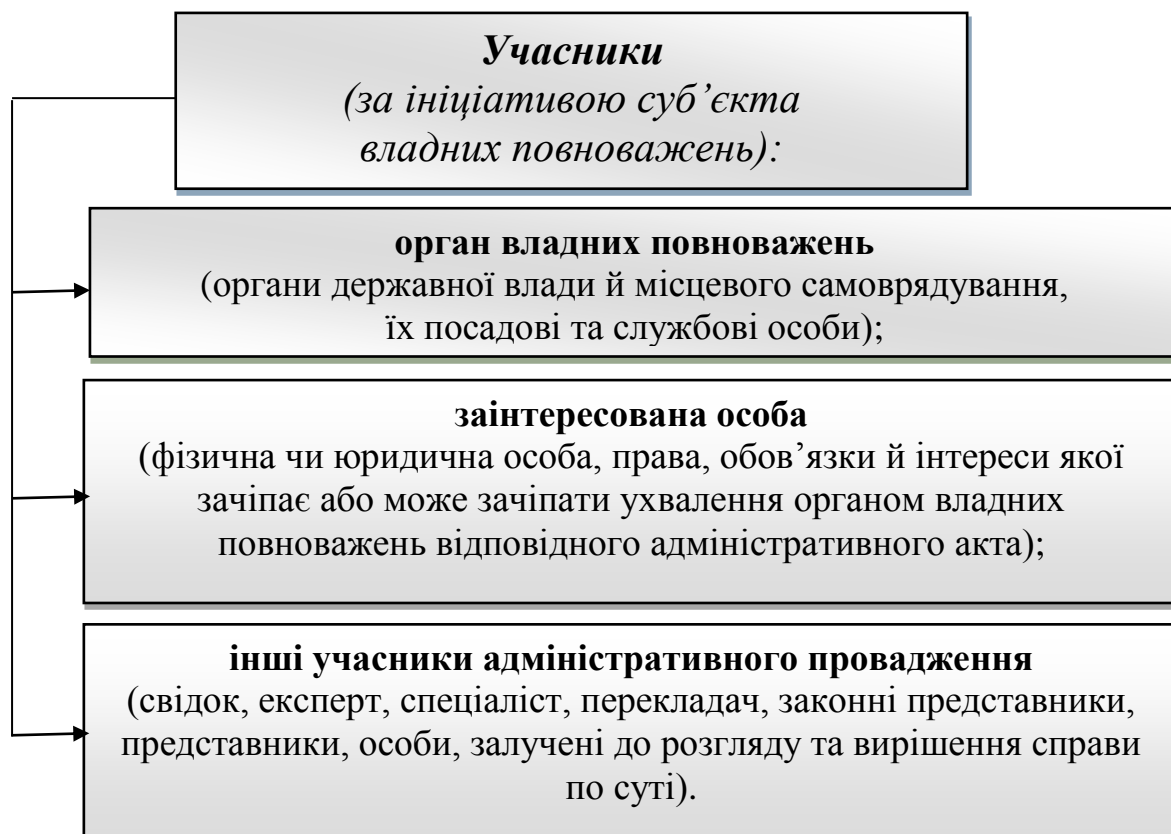 Учасники
(за ініціативою суб’єкта
владних повноважень):
орган владних повноважень
(органи державної влади й місцевого самоврядування,
їх посадові та службові особи);
заінтересована особа
(фізична чи юридична особа, права, обов’язки й інтереси якої
зачіпає або може зачіпати ухвалення органом владних
повноважень відповідного адміністративного акта);
інші учасники адміністративного провадження
(свідок, експерт, спеціаліст, перекладач, законні представники,
представники, особи, залучені до розгляду та вирішення справи
по суті).